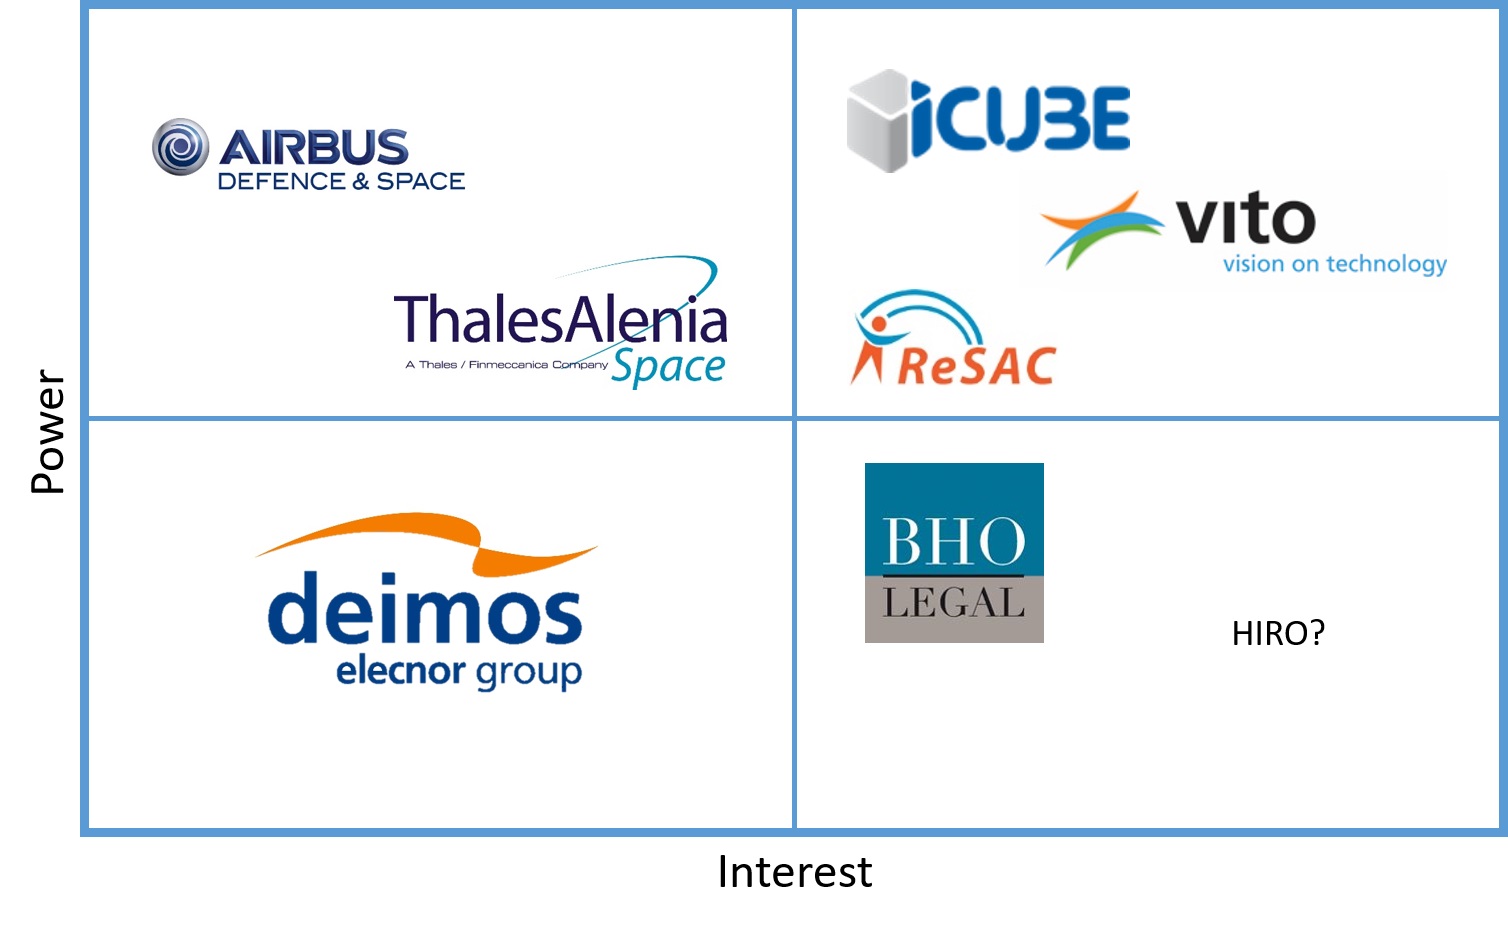 AIRBUS
DEFENCE & SPACE
ThalesAlenia
A Thales / Finmeccanica Company Space
iCUBE
vito
vision on technology
ReSAC
Power
deimos
elecnor group
BHO
LEGAL
HIRO?
Interest